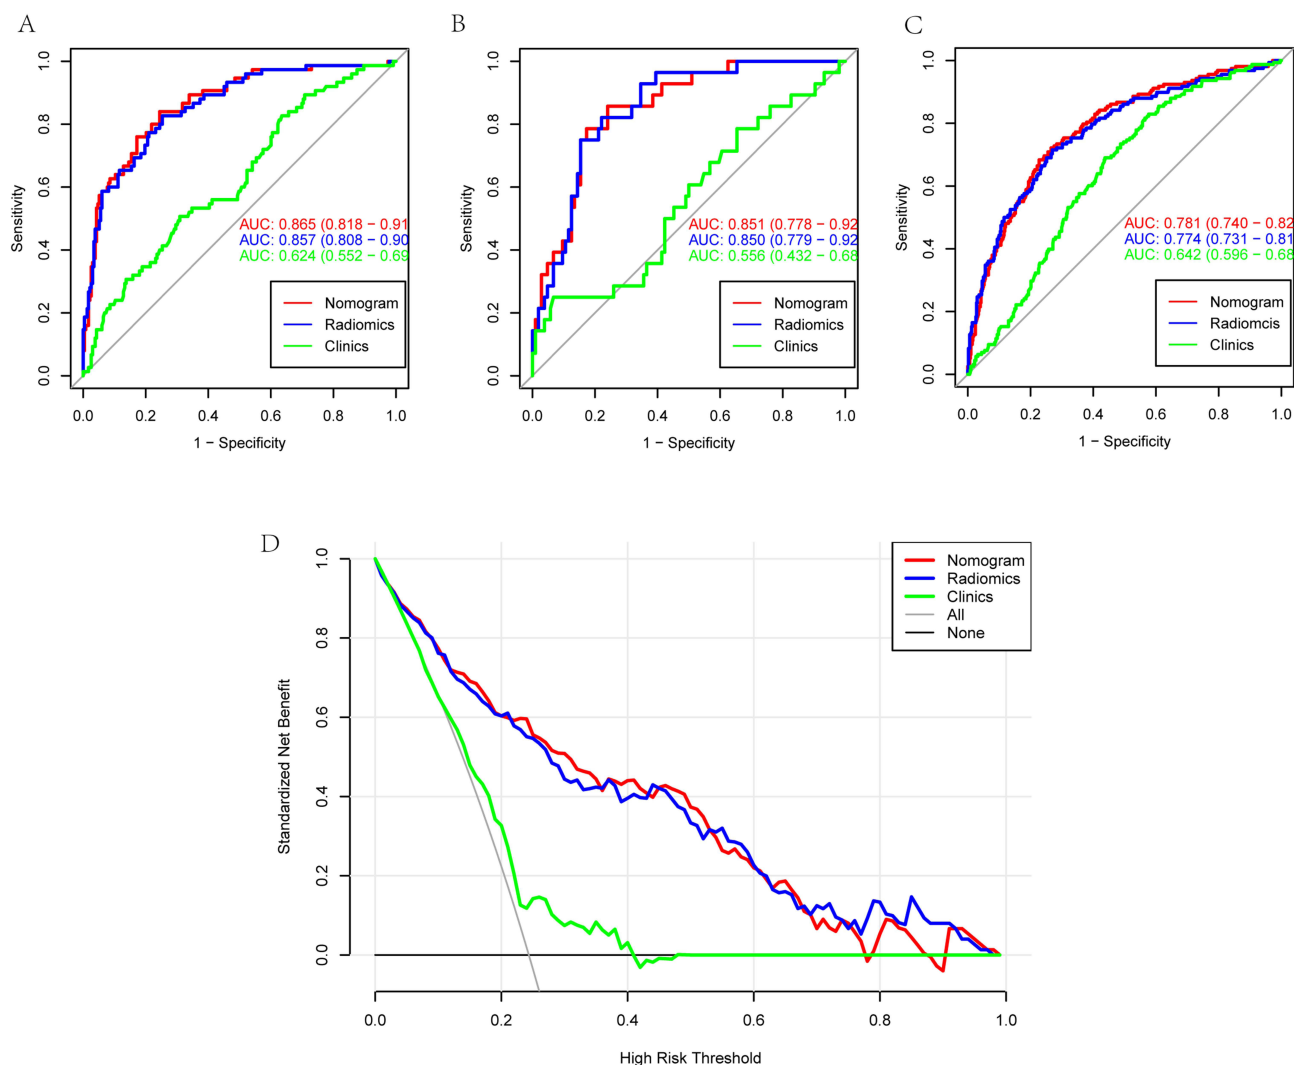 A
Sensitivity
0.0 0.2 0.4 0.6 0.8 1.0
AUC: 0.865 (0.818 − 0.91
AUC: 0.857 (0.808 − 0.90
AUC: 0.624 (0.552 − 0.69
Nomogram
Radiomics
Clinics
0.0 0.2 0.4 0.6 0.8 1.0
1 − Specificity
B
Sensitivity
0.0 0.2 0.4 0.6 0.8 1.0
AUC: 0.851 (0.778 − 0.92
AUC: 0.850 (0.779 − 0.92
AUC: 0.556 (0.432 − 0.68
Nomogram
Radiomics
Clinics
0.0 0.2 0.4 0.6 0.8 1.0
1 − Specificity
C
Sensitivity
0.0 0.2 0.4 0.6 0.8 1.0
AUC: 0.781 (0.740 − 0.82
AUC: 0.774 (0.731 − 0.81
AUC: 0.642 (0.596 − 0.68
Nomogram
Radiomcis
Clinics
0.0 0.2 0.4 0.6 0.8 1.0
1 − Specificity
D
Standardized Net Benefit
0.0 0.2 0.4 0.6 0.8 1.0
Nomogram
Radiomics
Clinics
All
None
0.0 0.2 0.4 0.6 0.8 1.0
High Risk Threshold